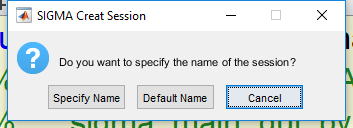 SIGMA Creat Session
Do you want to specify the name of the session?
Specify Name
Default Name
Cancel